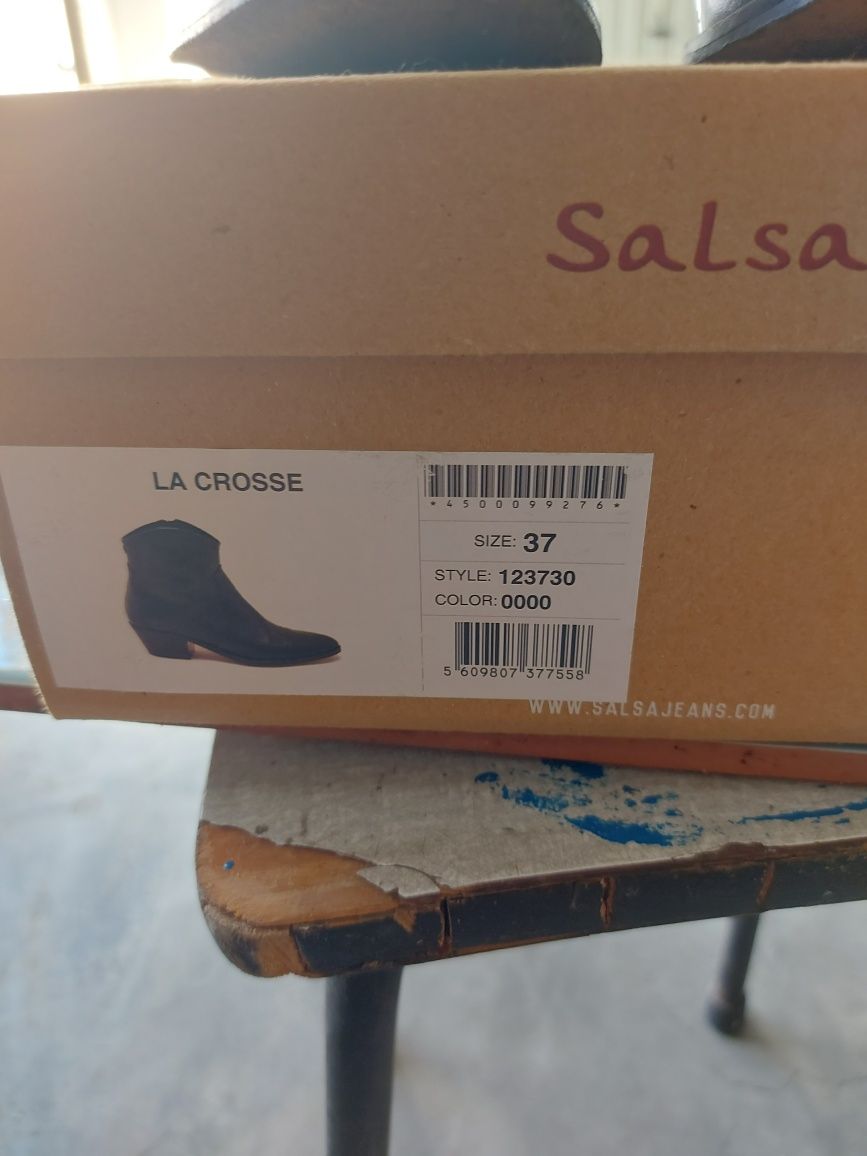 Salsa
LA CROSSE
*4500099276*
SIZE: 37
STYLE: 123730
COLOR: 0000
5 609807 377558
WWW.SALSAJEANS.COM